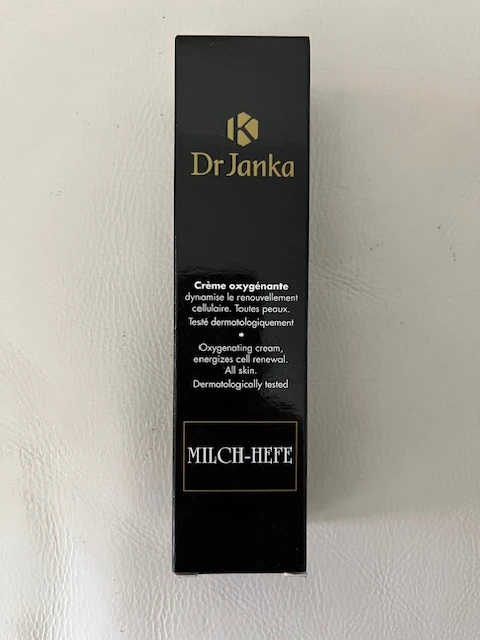 K
Dr Janka
Crème oxygénante
dynamise le renouvellement
cellulaire. Toutes peaux.
Testé dermatologiquement
Oxygenating cream,
energizes cell renewal.
All skin.
Dermatologically tested
MILCH-HEFE